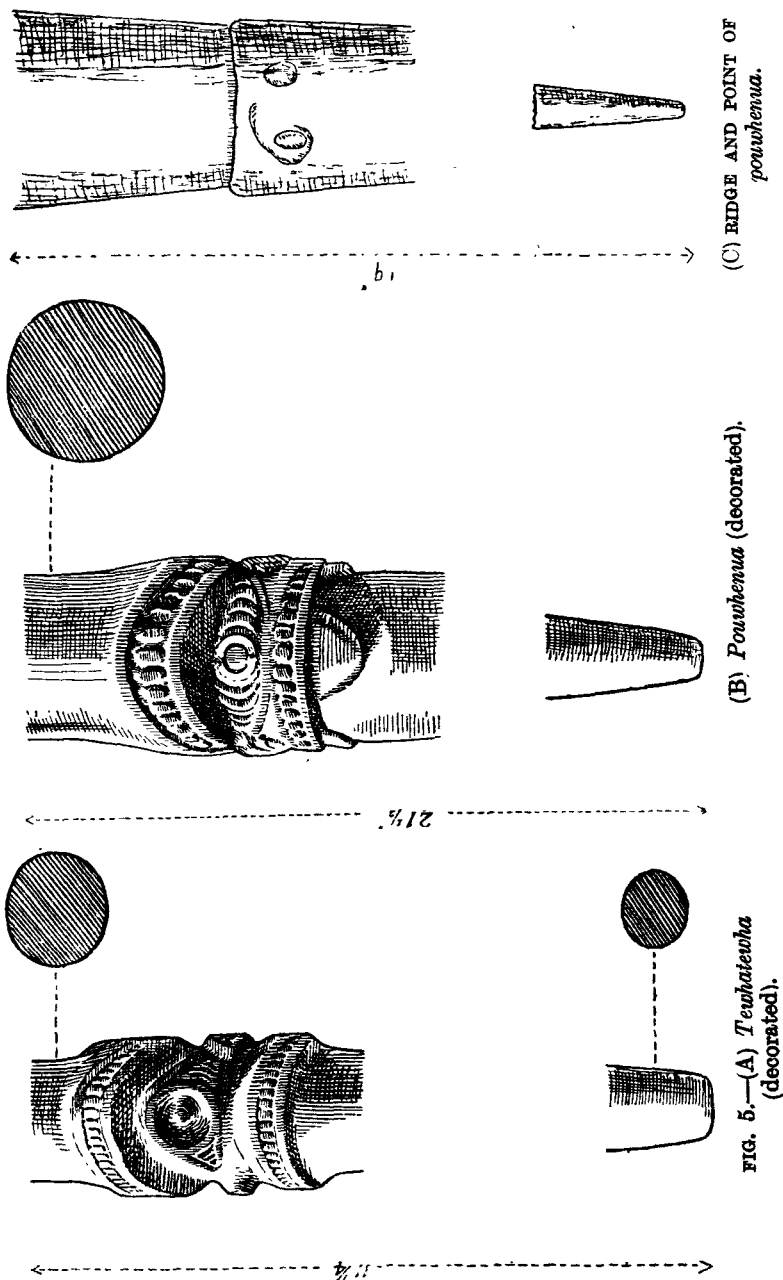 21½"
FIG. 5.—(A) Tewhatewha
(decorated).
(B) Pouwhenua (decorated).
(C) RIDGE AND POINT OF
pouwhenua.